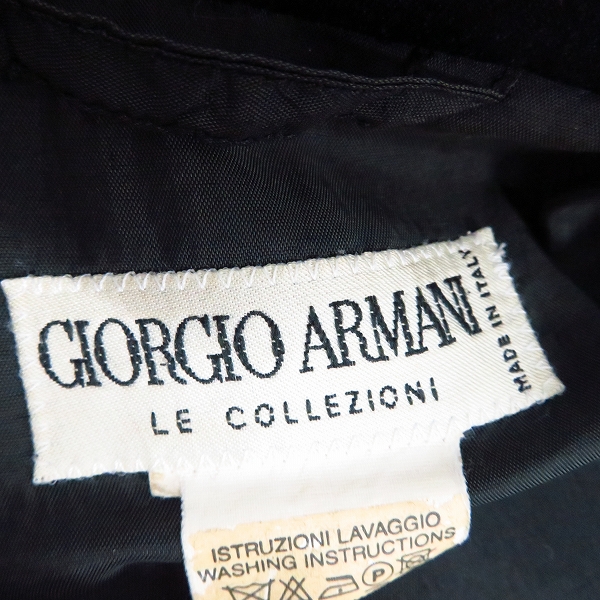 GIORGIO ARMANI
LE COLLEZIONI
MADE IN ITALY
ISTRUZIONI LAVAGGIO
WASHING INSTRUCTIONS
P